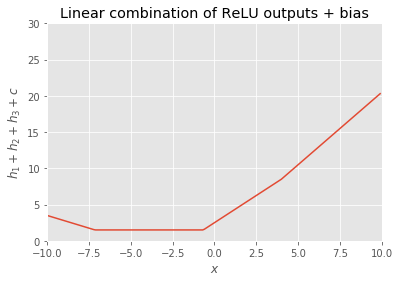 Linear combination of ReLU outputs + bias
h₁ + h₂ + h₃ + c
30
25
20
15
10
5
0
−10.0 −7.5 −5.0 −2.5 0.0 2.5 5.0 7.5 10.0
x